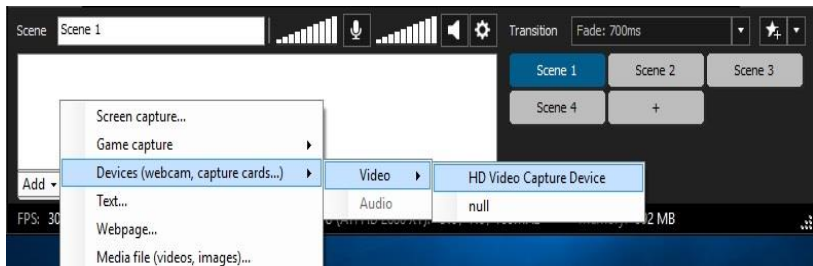 Scene Scene 1 Transition Fade: 700ms
Scene 1 Scene 2 Scene 3
Scene 4 +
Screen capture...
Game capture
Devices (webcam, capture cards...) Video HD Video Capture Device
Add
Text... Audio null
FPS: 30
Webpage...
Media file (videos, images)...